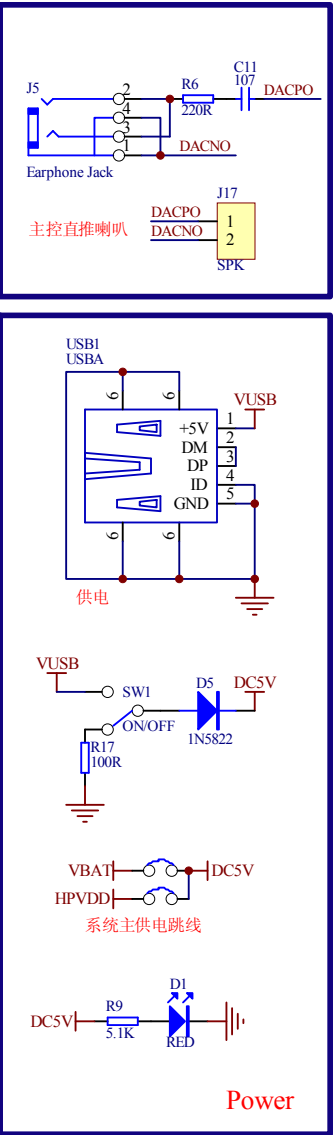 J5
2
4
3
1
R6
220R
C11
107
DACPO
DACNO
Earphone Jack
主控直推喇叭
J17
DACPO
1
DACNO
2
SPK
USB1
USBA
6
6
VUSB
+5V
1
DM
2
DP
3
ID
4
GND
5
6
6
供电
VUSB
SW1
ON/OFF
D5
DC5V
1N5822
R17
100R
VBAT
DC5V
HPVDD
系统主供电跳线
D1
R9
DC5V
5.1K
RED
Power